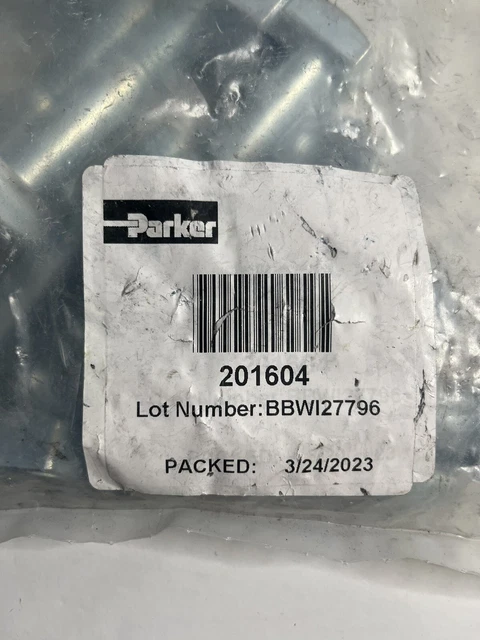 Parker
201604
Lot Number:BBWI27796
PACKED: 3/24/2023